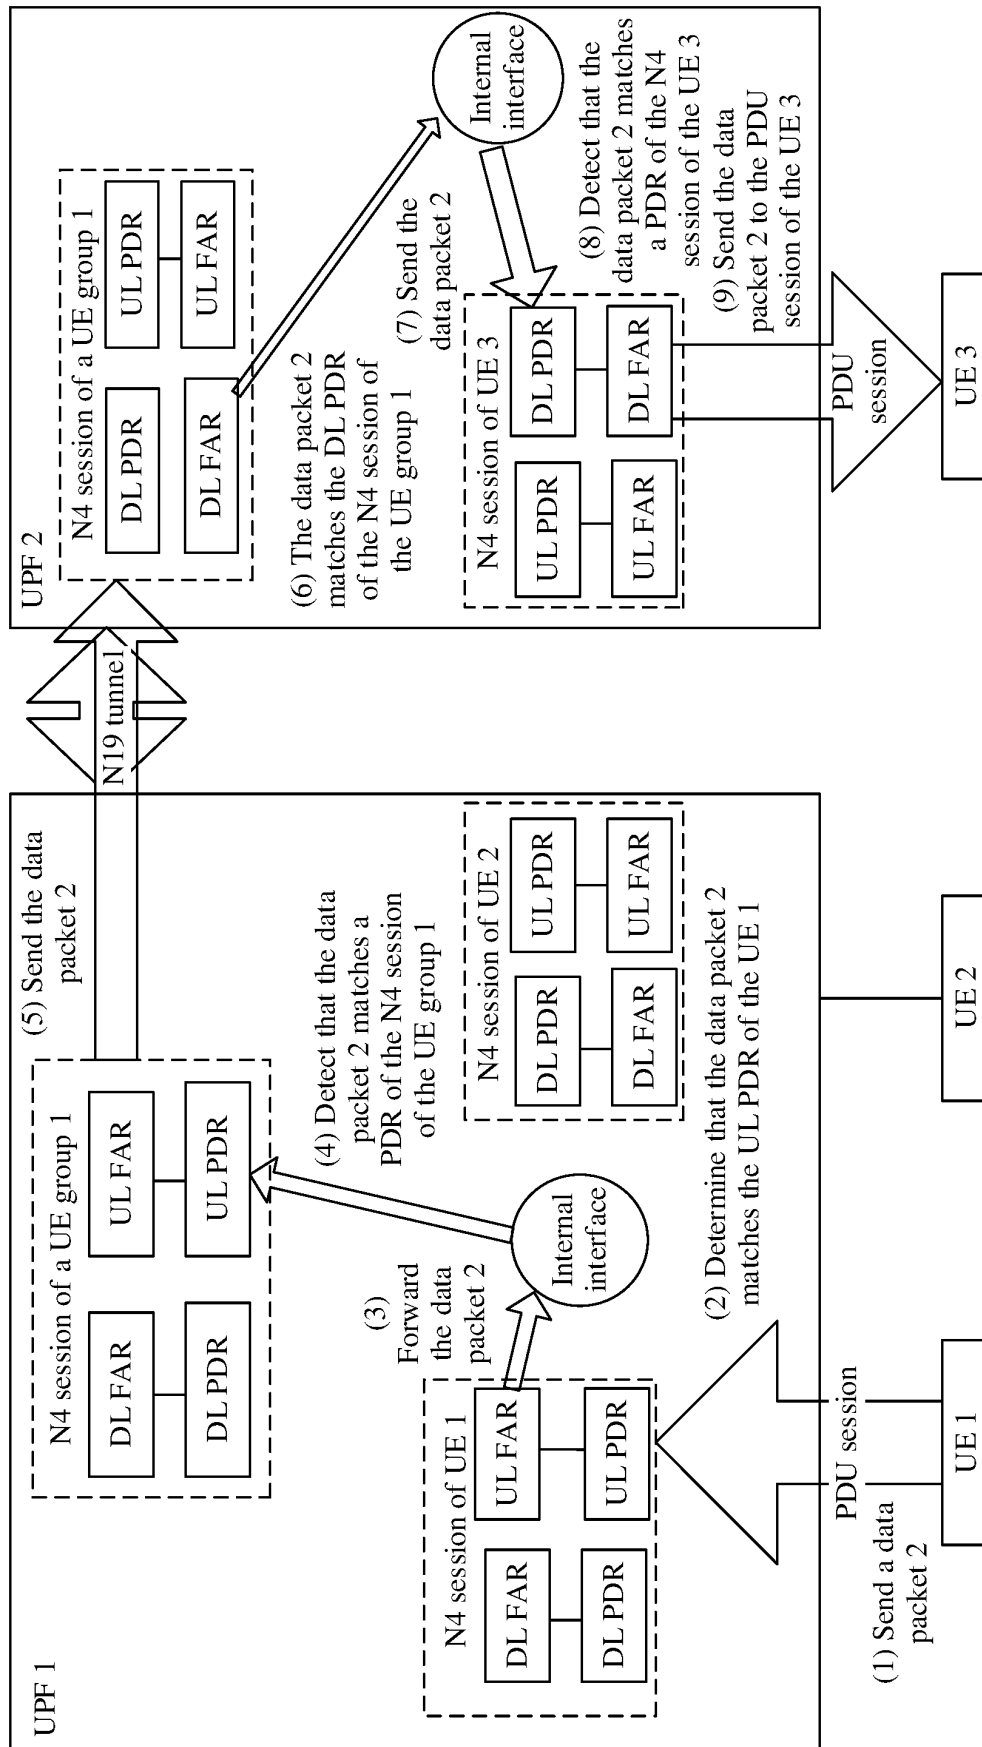 UPF 1
N4 session of a UE group 1
DL FAR
UL FAR
DL PDR
UL PDR
(5) Send the data
packet 2
N19 tunnel
(4) Detect that the data
packet 2 matches a
PDR of the N4 session
of the UE group 1
(3)
Forward
the data
packet 2
Internal
interface
N4 session of UE 1
DL FAR
UL FAR
DL PDR
UL PDR
N4 session of UE 2
DL PDR
UL PDR
DL FAR
UL FAR
(2) Determine that the data packet 2
matches the UL PDR of the UE 1
PDU session
(1) Send a data
packet 2
UE 1
UE 2
UPF 2
N4 session of a UE group 1
DL PDR
UL PDR
DL FAR
UL FAR
(6) The data packet 2
matches the DL PDR
of the N4 session of
the UE group 1
(7) Send the
data packet 2
Internal
interface
N4 session of UE 3
UL PDR
DL PDR
UL FAR
DL FAR
(8) Detect that the
data packet 2 matches
a PDR of the N4
session of the UE 3
(9) Send the data
packet 2 to the PDU
session of the UE 3
PDU
session
UE 3